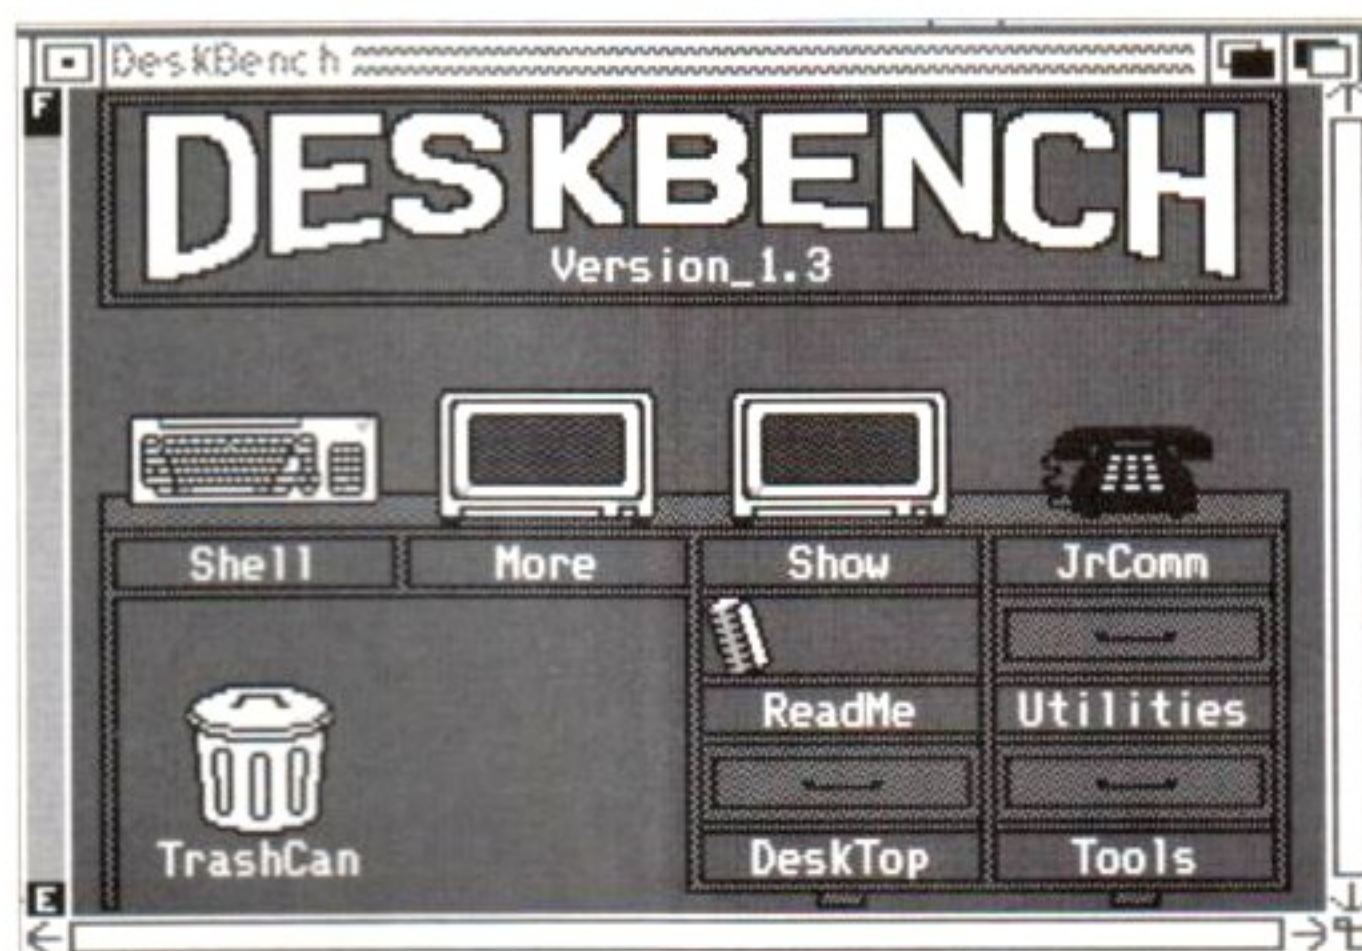 DesKBench
F
DESKBENCH
Version_1.3
Shell
More
Show
JrComm
ReadMe
Utilities
TrashCan
DeskTop
Tools
E